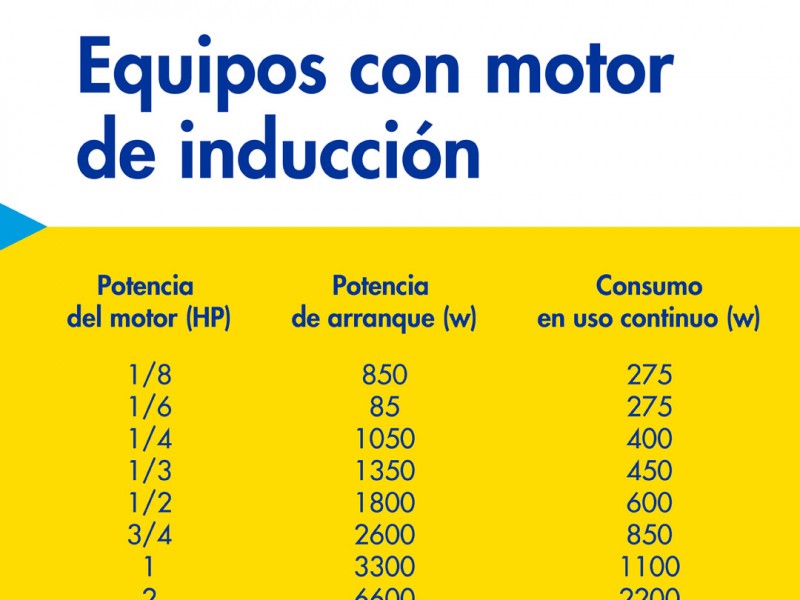 Equipos con motor
de inducción
Potencia Potencia Consumo
del motor (HP) de arranque (w) en uso continuo (w)
1/8 850 275
1/6 85 275
1/4 1050 400
1/3 1350 450
1/2 1800 600
3/4 2600 850
1 3300 1100
2 6600 2200